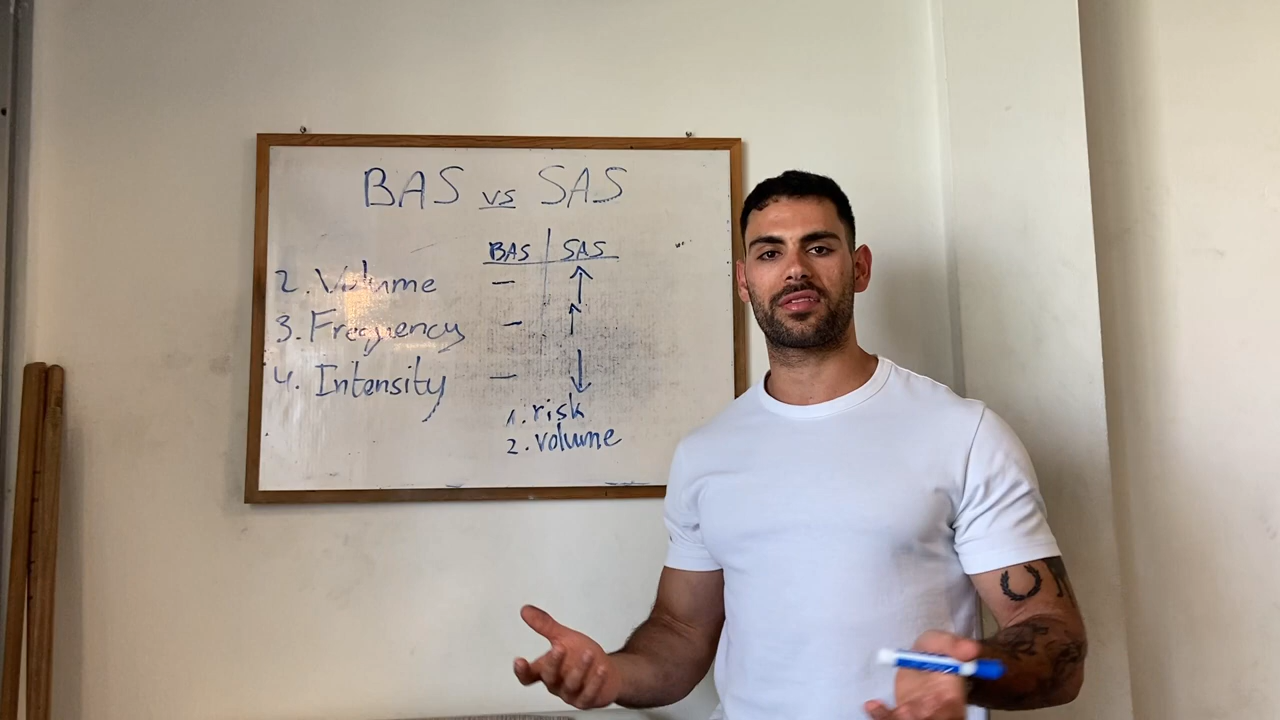 BAS vs SAS
BAS SAS
2. Volume — ↑
3. Frequency — ↑
4. Intensity — ↓
1. risk
2. volume